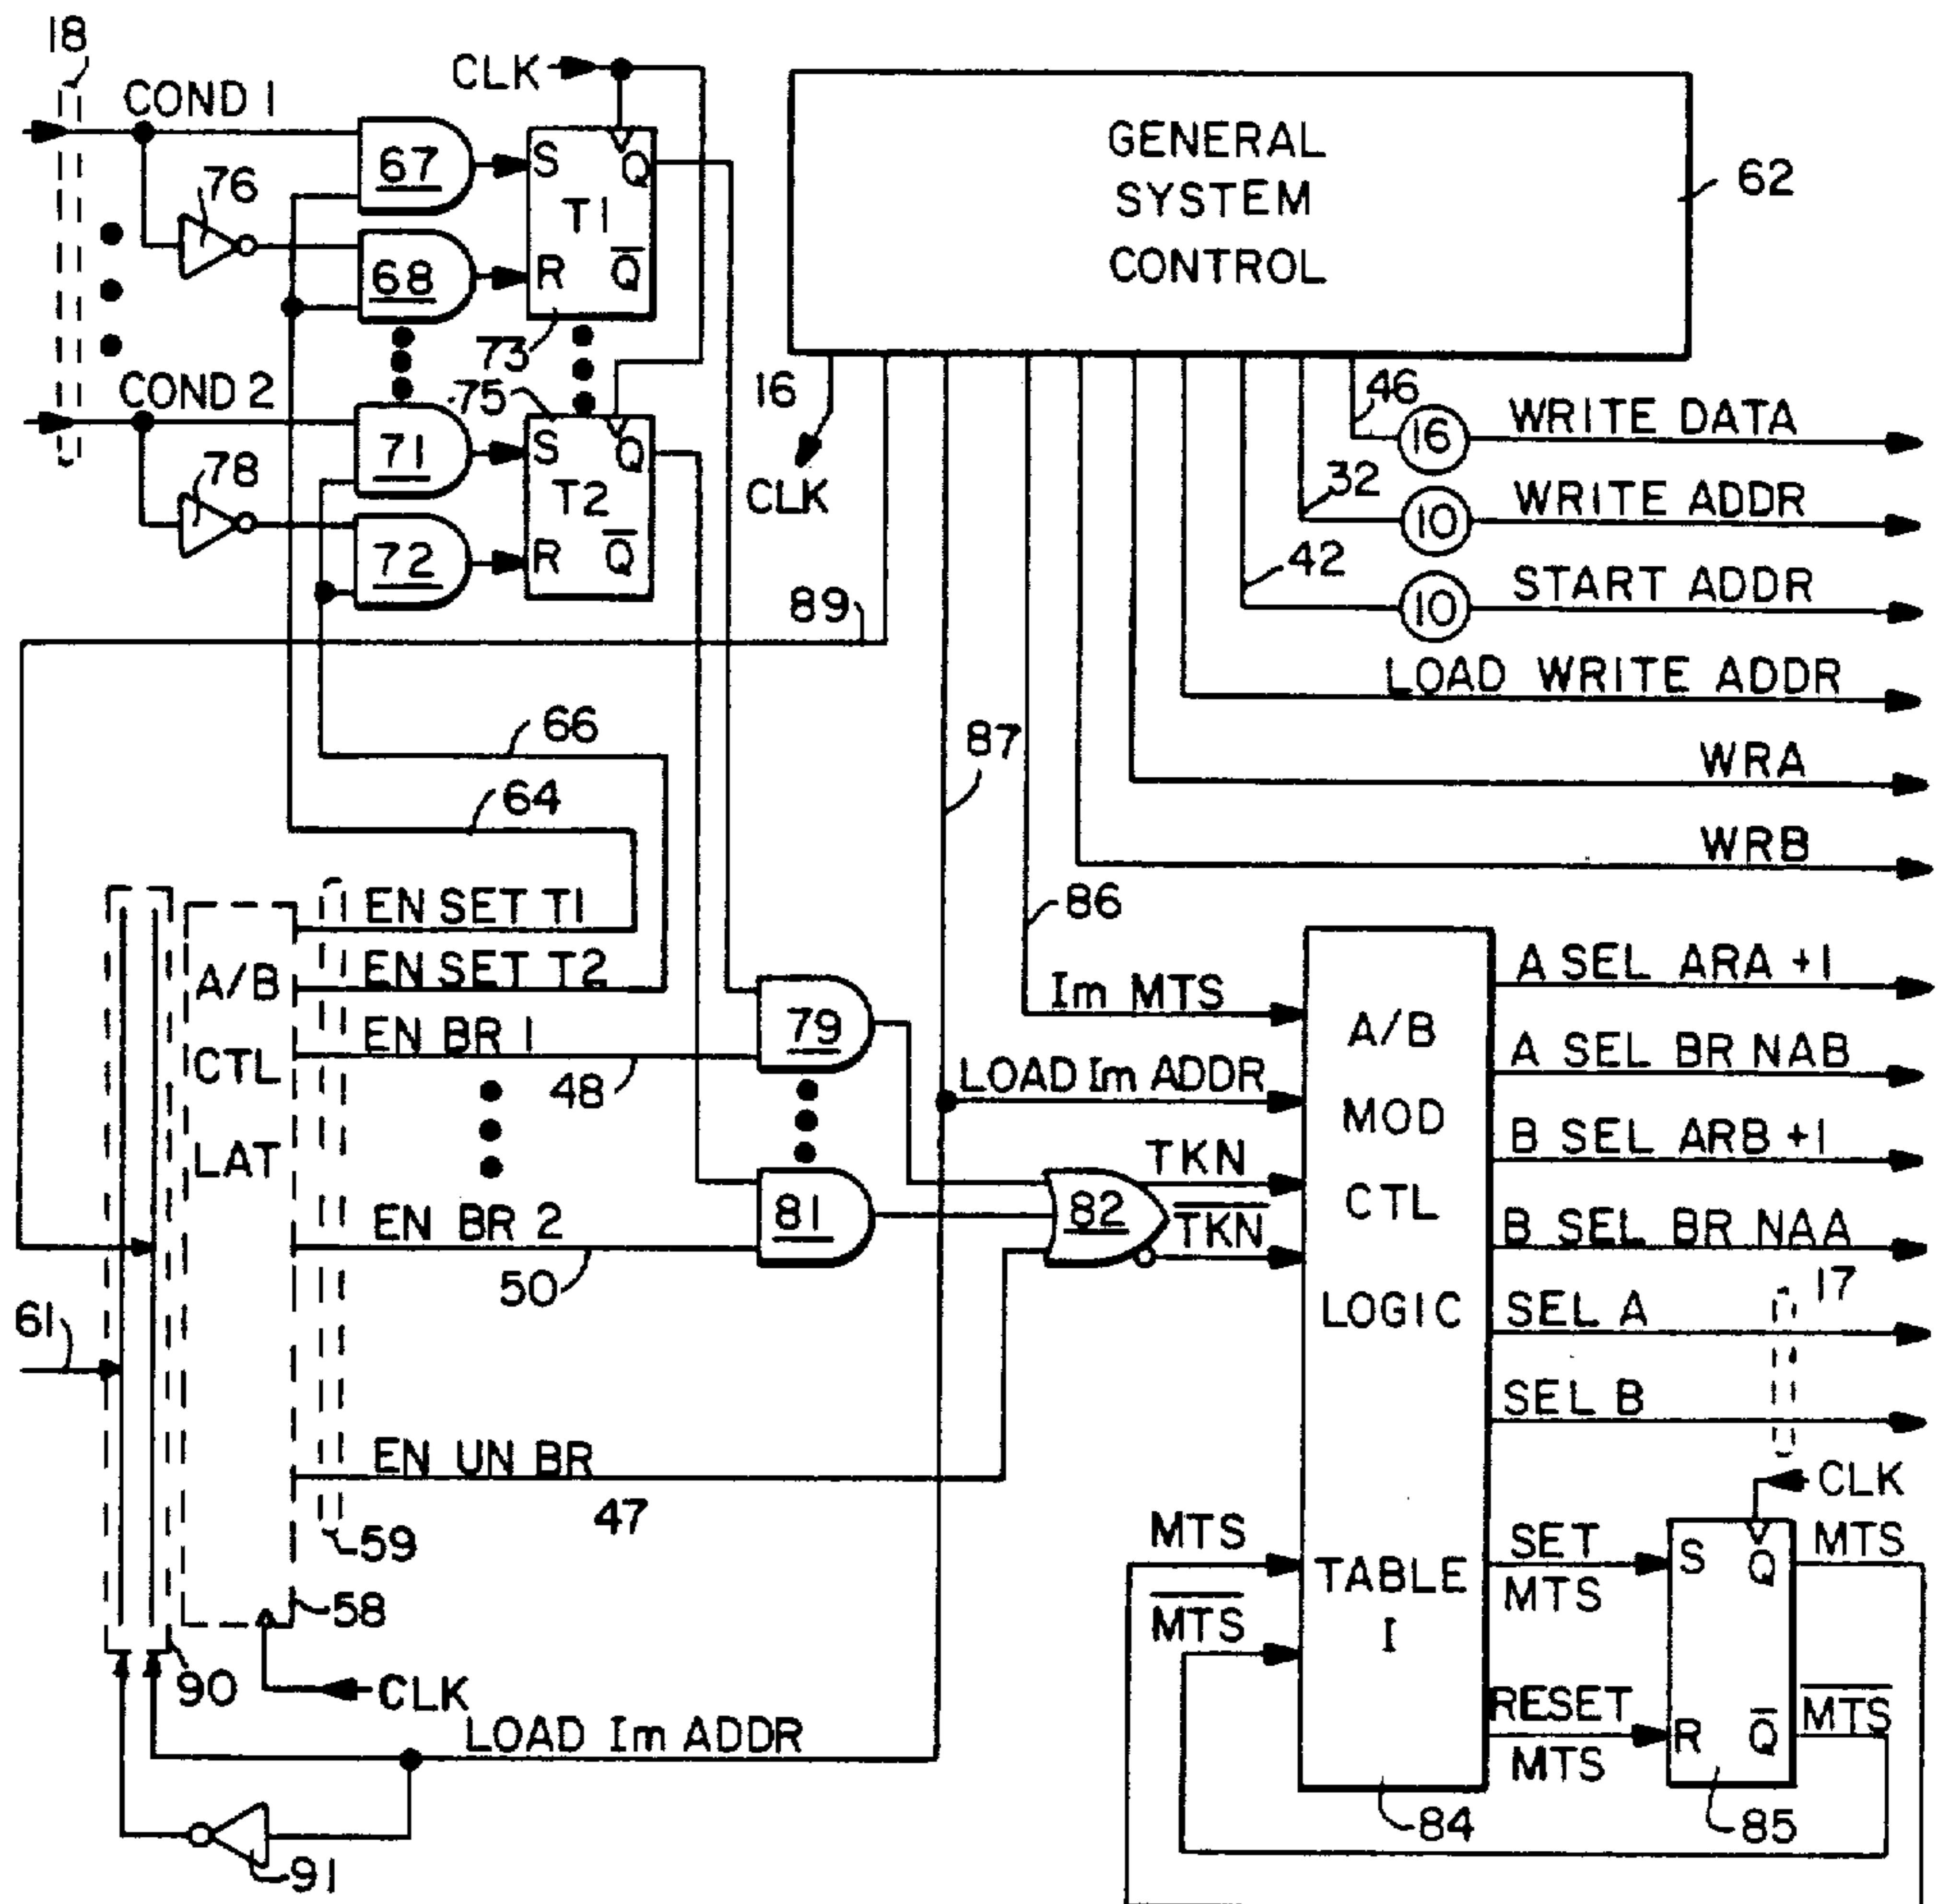 18
COND 1
CLK
67
S
Q
T1
76
68
R
Q̅
73
GENERAL
SYSTEM
CONTROL
62
COND 2
75
71
S
Q
T2
78
72
R
Q̅
16
CLK
46
16
WRITE DATA
32
10
WRITE ADDR
42
10
START ADDR
89
LOAD WRITE ADDR
66
87
WRA
64
WRB
86
A/B
CTL
LAT
EN SET T1
EN SET T2
EN BR 1
48
EN BR 2
50
EN UN BR
47
59
58
61
90
CLK
LOAD Im ADDR
91
79
81
82
Im MTS
LOAD Im ADDR
TKN
T̅K̅N̅
MTS
M̅T̅S̅
A/B
MOD
CTL
LOGIC
TABLE
I
84
A SEL ARA +1
A SEL BR NAB
B SEL ARB +1
B SEL BR NAA
17
SEL A
SEL B
CLK
SET
MTS
S
Q
MTS
RESET
MTS
R
Q̅
M̅T̅S̅
85